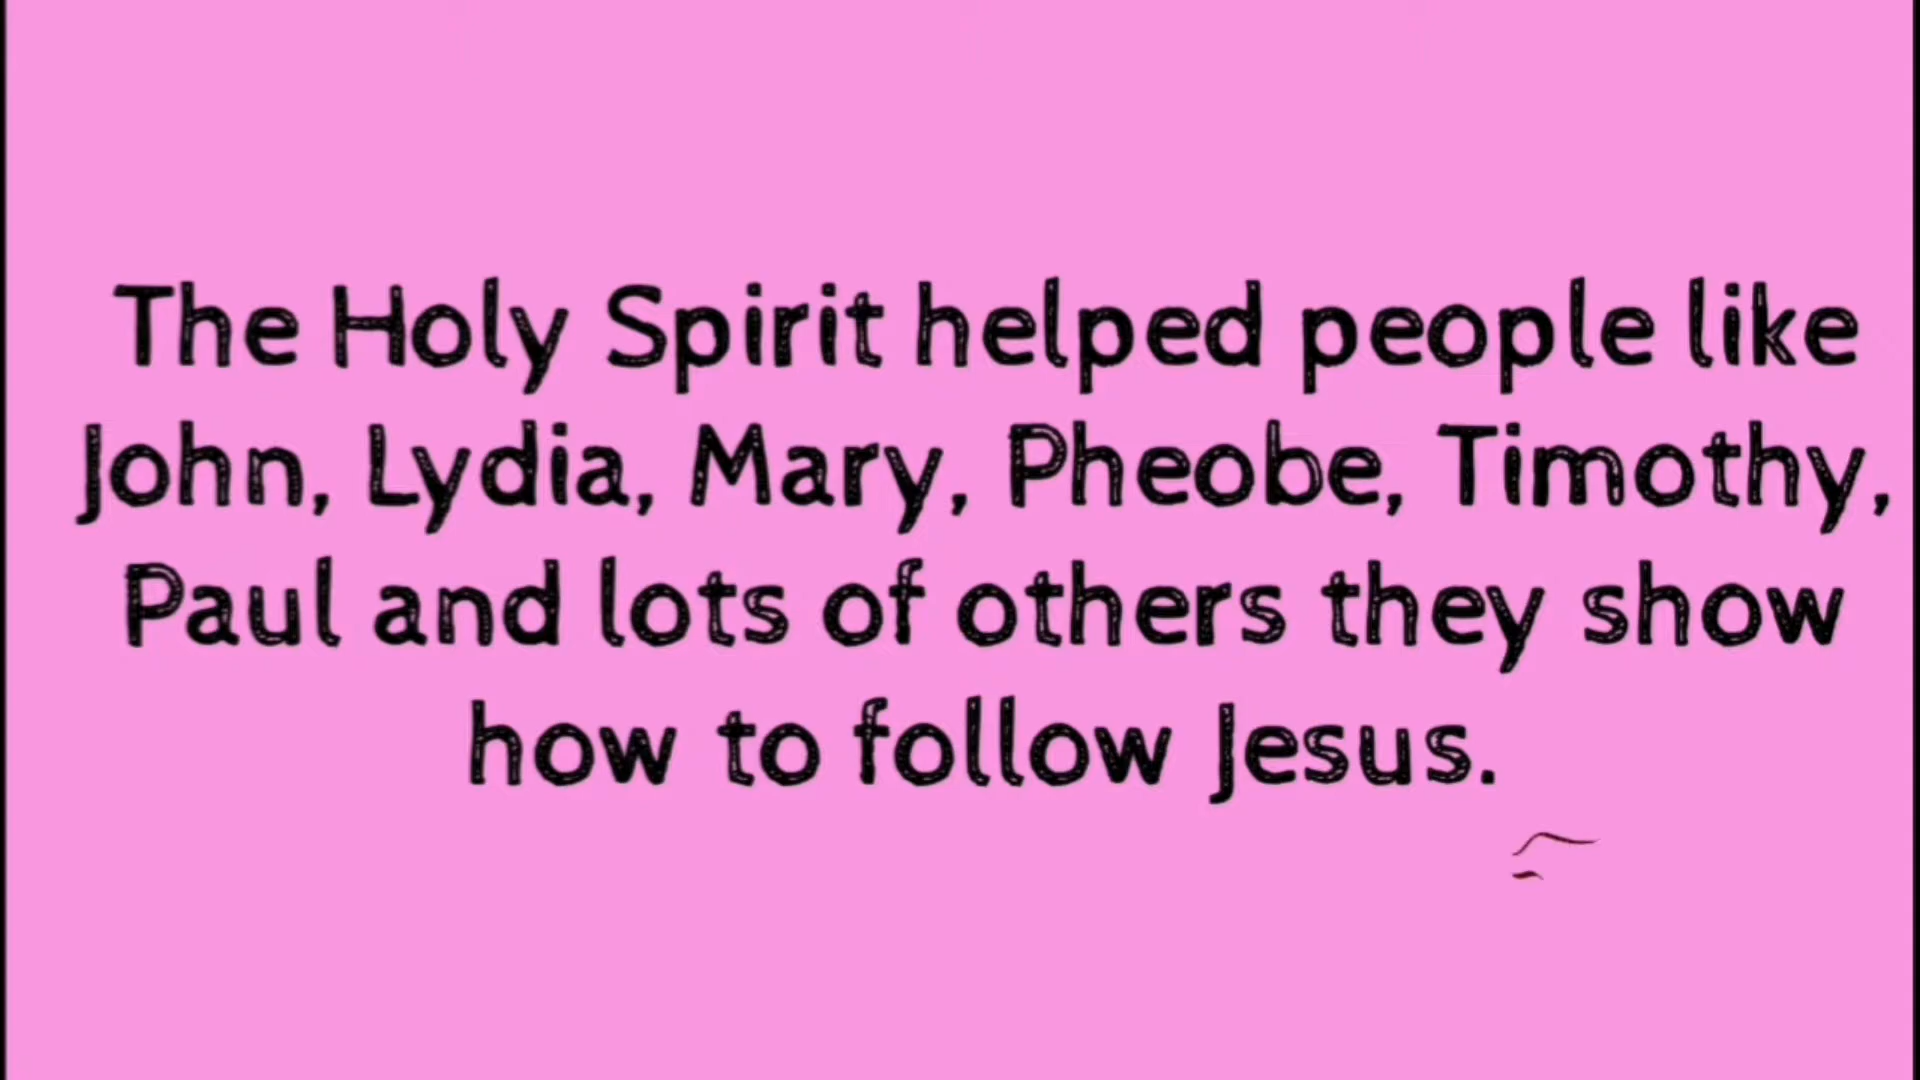 The Holy Spirit helped people like
John, Lydia, Mary, Pheobe, Timothy,
Paul and lots of others they show
how to follow Jesus.